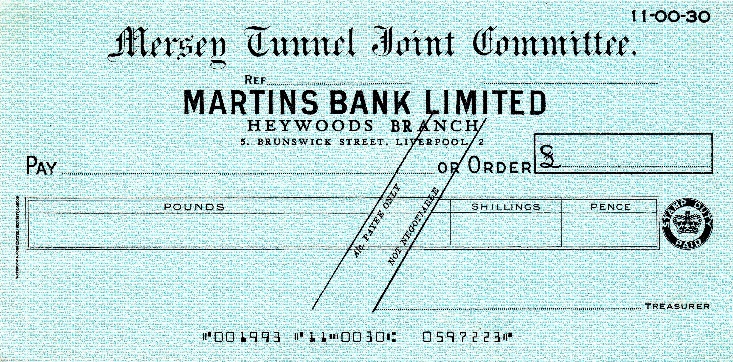 11-00-30
Mersey Tunnel Joint Committee.
REF
MARTINS BANK LIMITED
HEYWOODS BRANCH
5, BRUNSWICK STREET, LIVERPOOL 2
PAY OR ORDER £
POUNDS SHILLINGS PENCE
STAMP DUTY PAID
A/c. PAYEE ONLY
NOT NEGOTIABLE
TREASURER
⑈001993 ⑈11⑉0030⑆ 0597223⑈